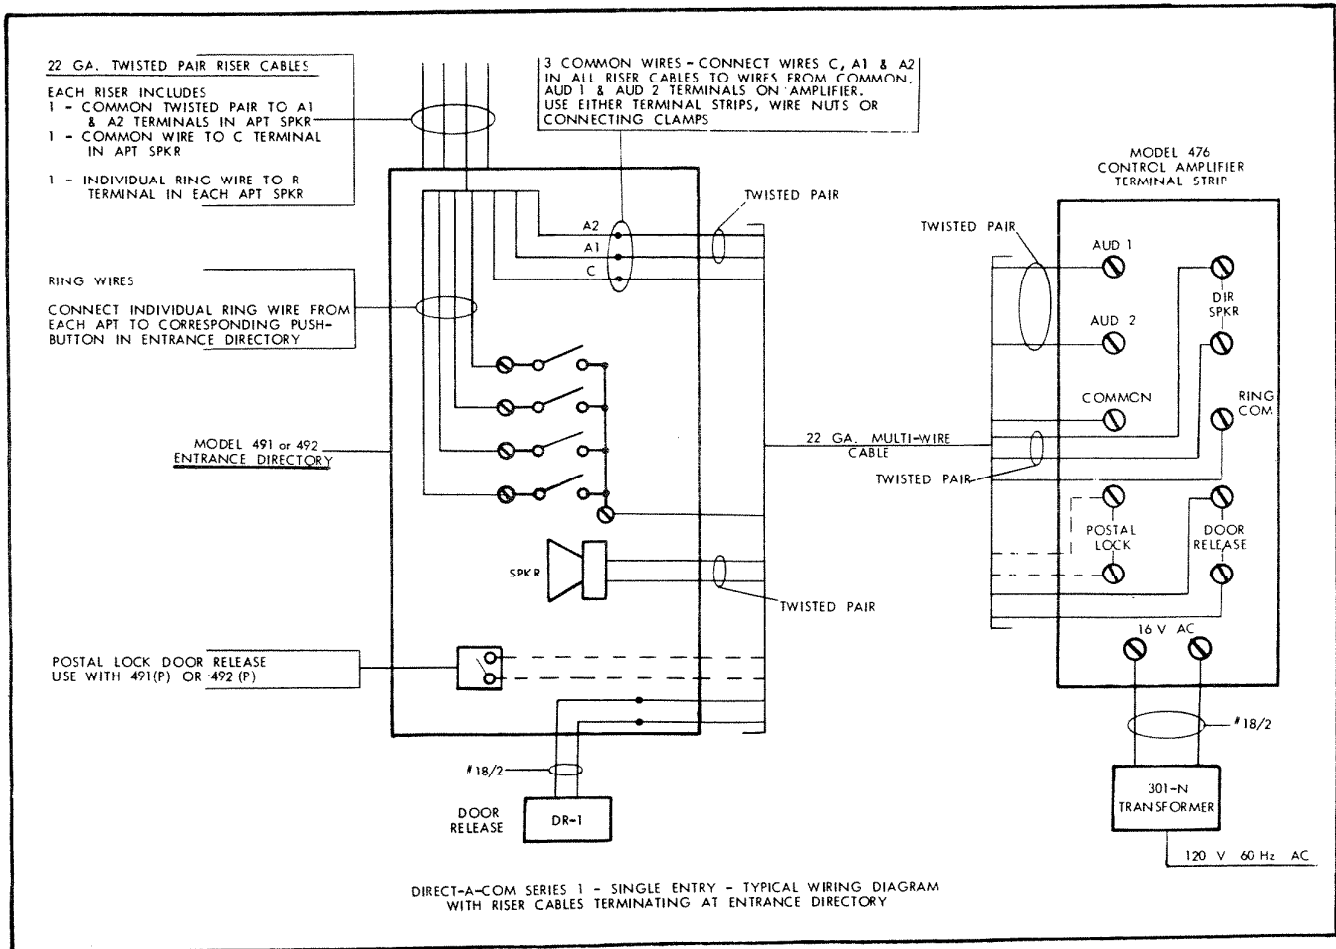 22 GA. TWISTED PAIR RISER CABLES
EACH RISER INCLUDES
1 - COMMON TWISTED PAIR TO A1
& A2 TERMINALS IN APT SPKR
1 - COMMON WIRE TO C TERMINAL
IN APT SPKR
1 - INDIVIDUAL RING WIRE TO R
TERMINAL IN EACH APT SPKR
3 COMMON WIRES - CONNECT WIRES C, A1 & A2
IN ALL RISER CABLES TO WIRES FROM COMMON.
AUD 1 & AUD 2 TERMINALS ON AMPLIFIER.
USE EITHER TERMINAL STRIPS, WIRE NUTS OR
CONNECTING CLAMPS
MODEL 476
CONTROL AMPLIFIER
TERMINAL STRIP
TWISTED PAIR
TWISTED PAIR
A2
A1
C
AUD 1
DIR
SPKR
AUD 2
RING WIRES
CONNECT INDIVIDUAL RING WIRE FROM
EACH APT TO CORRESPONDING PUSH-
BUTTON IN ENTRANCE DIRECTORY
COMMON
RING
COM
MODEL 491 or 492
ENTRANCE DIRECTORY
22 GA. MULTI-WIRE
CABLE
TWISTED PAIR
POSTAL
LOCK
DOOR
RELEASE
SPKR
TWISTED PAIR
16 V AC
POSTAL LOCK DOOR RELEASE
USE WITH 491(P) OR 492 (P)
#18/2
#18/2
DOOR
RELEASE
DR-1
301-N
TRANSFORMER
120 V 60 Hz AC
DIRECT-A-COM SERIES 1 - SINGLE ENTRY - TYPICAL WIRING DIAGRAM
WITH RISER CABLES TERMINATING AT ENTRANCE DIRECTORY